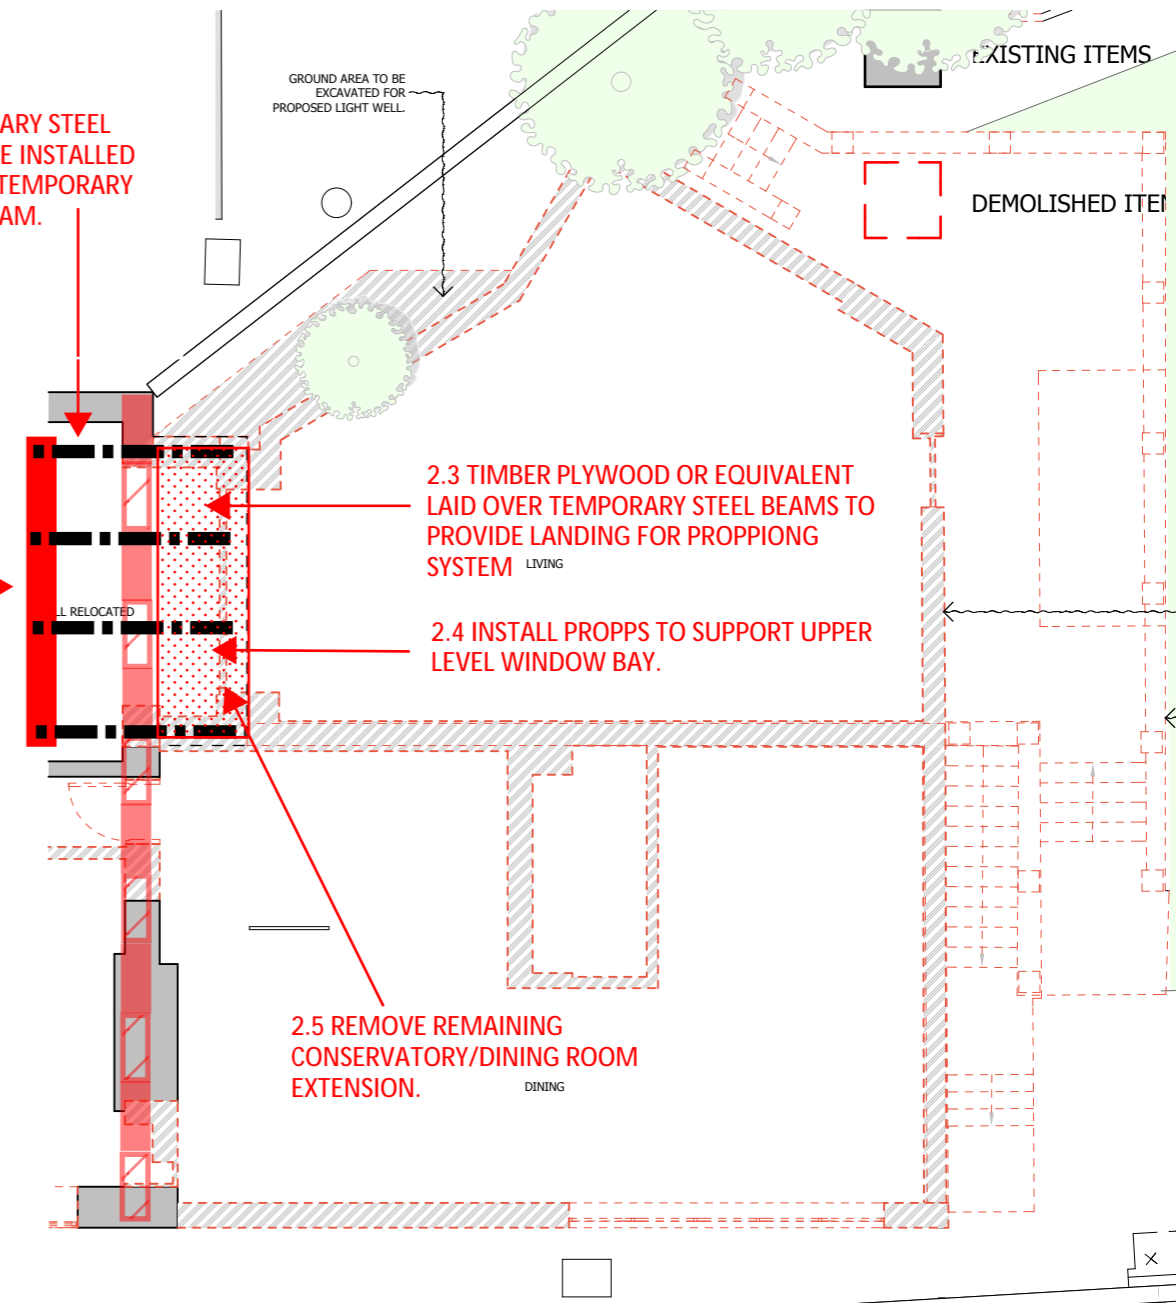 EXISTING ITEMS
GROUND AREA TO BE
EXCAVATED FOR
PROPOSED LIGHT WELL.
ARY STEEL
E INSTALLED
TEMPORARY
AM.
DEMOLISHED ITEM
2.3 TIMBER PLYWOOD OR EQUIVALENT
LAID OVER TEMPORARY STEEL BEAMS TO
PROVIDE LANDING FOR PROPPIONG
SYSTEM
LIVING
LL RELOCATED
2.4 INSTALL PROPPS TO SUPPORT UPPER
LEVEL WINDOW BAY.
2.5 REMOVE REMAINING
CONSERVATORY/DINING ROOM
EXTENSION.
DINING